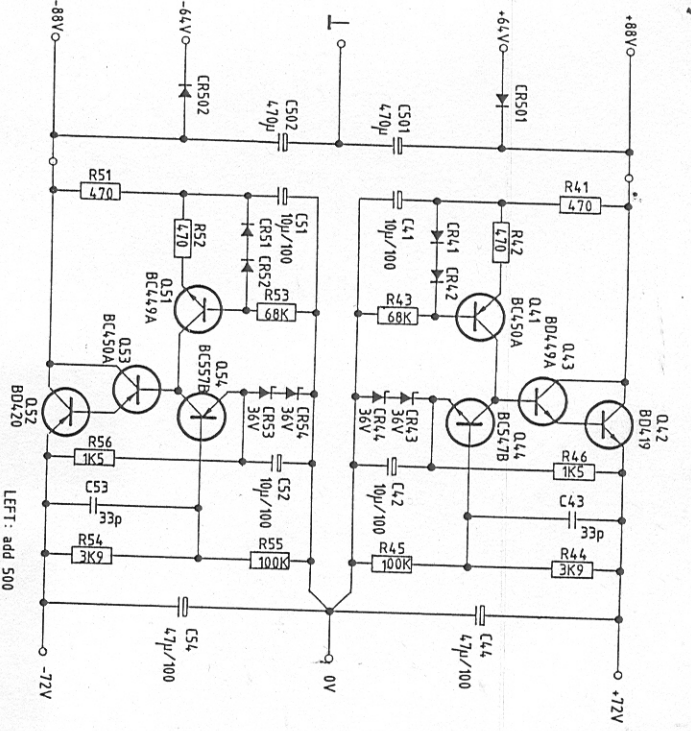 -88V
-64V
+64V
+88V
CR502
CR501
C502
470µ
C501
470µ
R51
470
R52
470
C51
10µ/100
CR51
CR52
R53
68K
Q51
BC449A
Q53
BC450A
Q54
BC557B
Q52
BD420
CR53
36V
CR54
36V
R56
1K5
C52
10µ/100
C53
33p
R54
3K9
R55
100K
C54
47µ/100
-72V
0V
R41
470
R42
470
C41
10µ/100
CR41
CR42
R43
68K
Q41
BC450A
Q43
BD449A
Q44
BC547B
Q42
BD419
CR44
36V
CR43
36V
R46
1K5
C42
10µ/100
C43
33p
R45
100K
R44
3K9
C44
47µ/100
+72V
LEFT: add 500